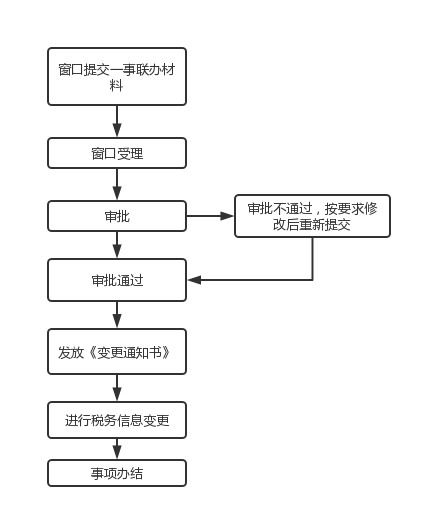 窗口提交一事联办材
料
窗口受理
审批
审批不通过，按要求修
改后重新提交
审批通过
发放《变更通知书》
进行税务信息变更
事项办结